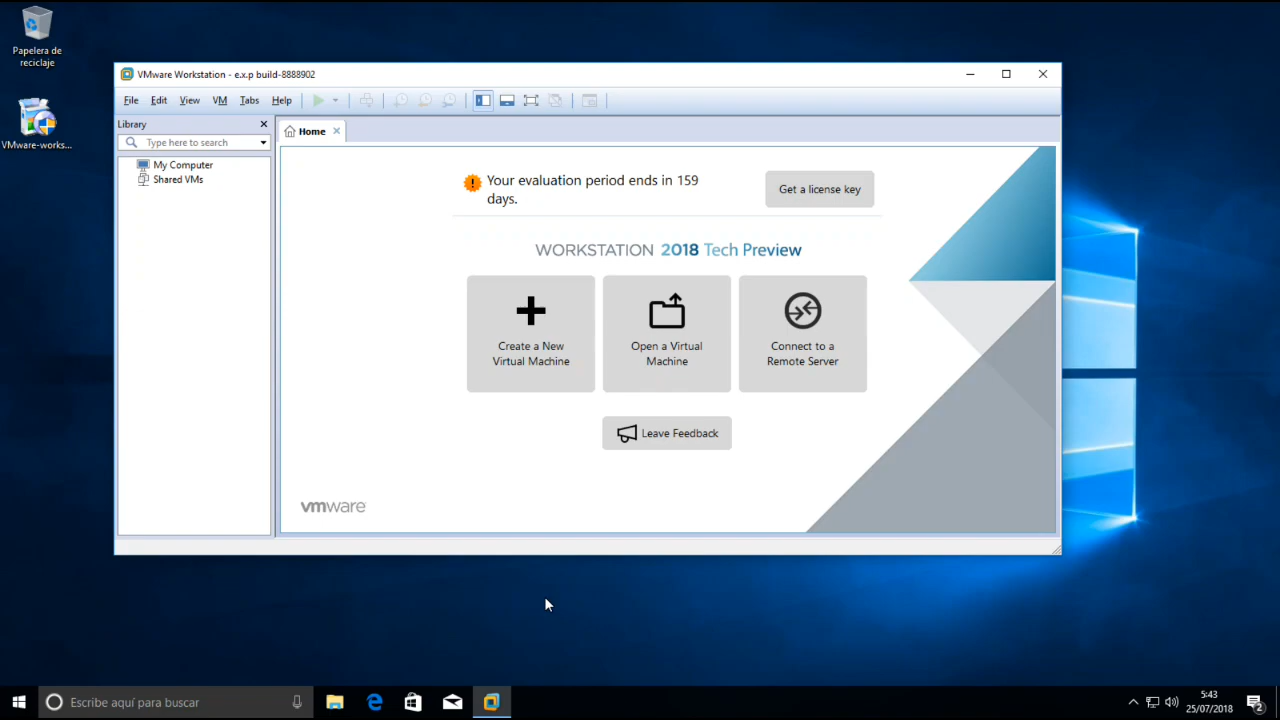 Papelera de
reciclaje
VMware-works...
VMware Workstation - e.x.p build-8888902
File Edit View VM Tabs Help
Library
Type here to search
My Computer
Shared VMs
Home
Your evaluation period ends in 159
days.
Get a license key
WORKSTATION 2018 Tech Preview
Create a New
Virtual Machine
Open a Virtual
Machine
Connect to a
Remote Server
Leave Feedback
vmware
Escribe aquí para buscar
5:43
25/07/2018
2